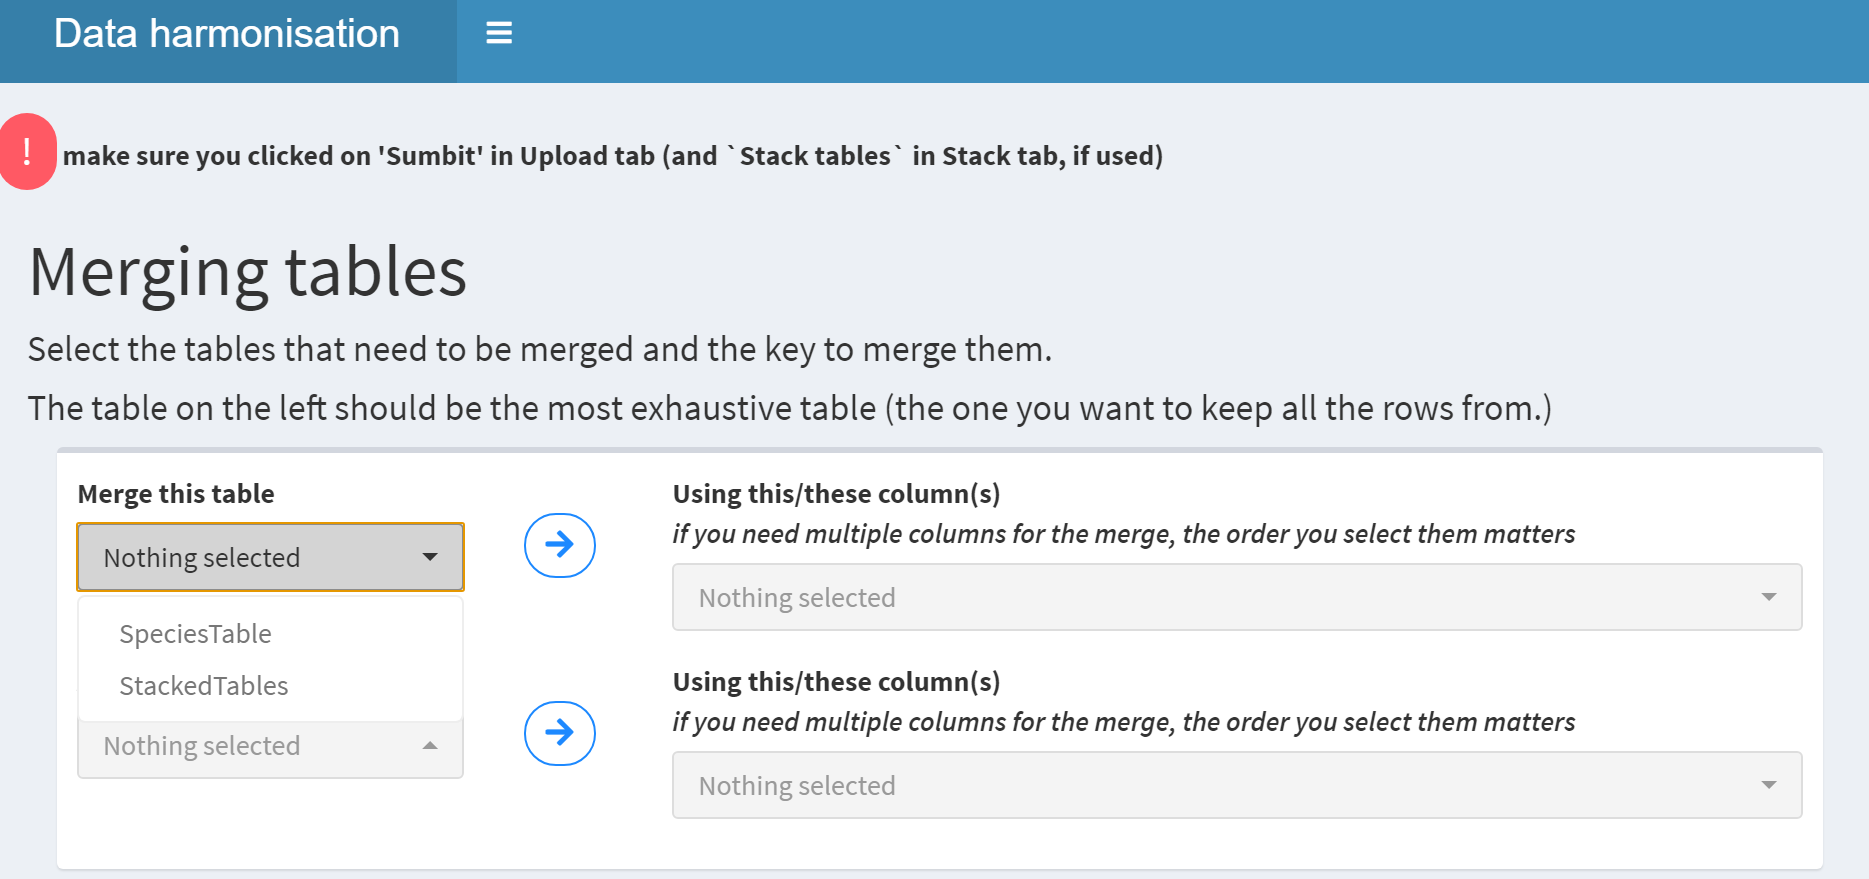 Data harmonisation
!
make sure you clicked on 'Sumbit' in Upload tab (and `Stack tables` in Stack tab, if used)
Merging tables
Select the tables that need to be merged and the key to merge them.
The table on the left should be the most exhaustive table (the one you want to keep all the rows from.)
Merge this table
Nothing selected
SpeciesTable
StackedTables
Nothing selected
Using this/these column(s)
if you need multiple columns for the merge, the order you select them matters
Nothing selected
Using this/these column(s)
if you need multiple columns for the merge, the order you select them matters
Nothing selected